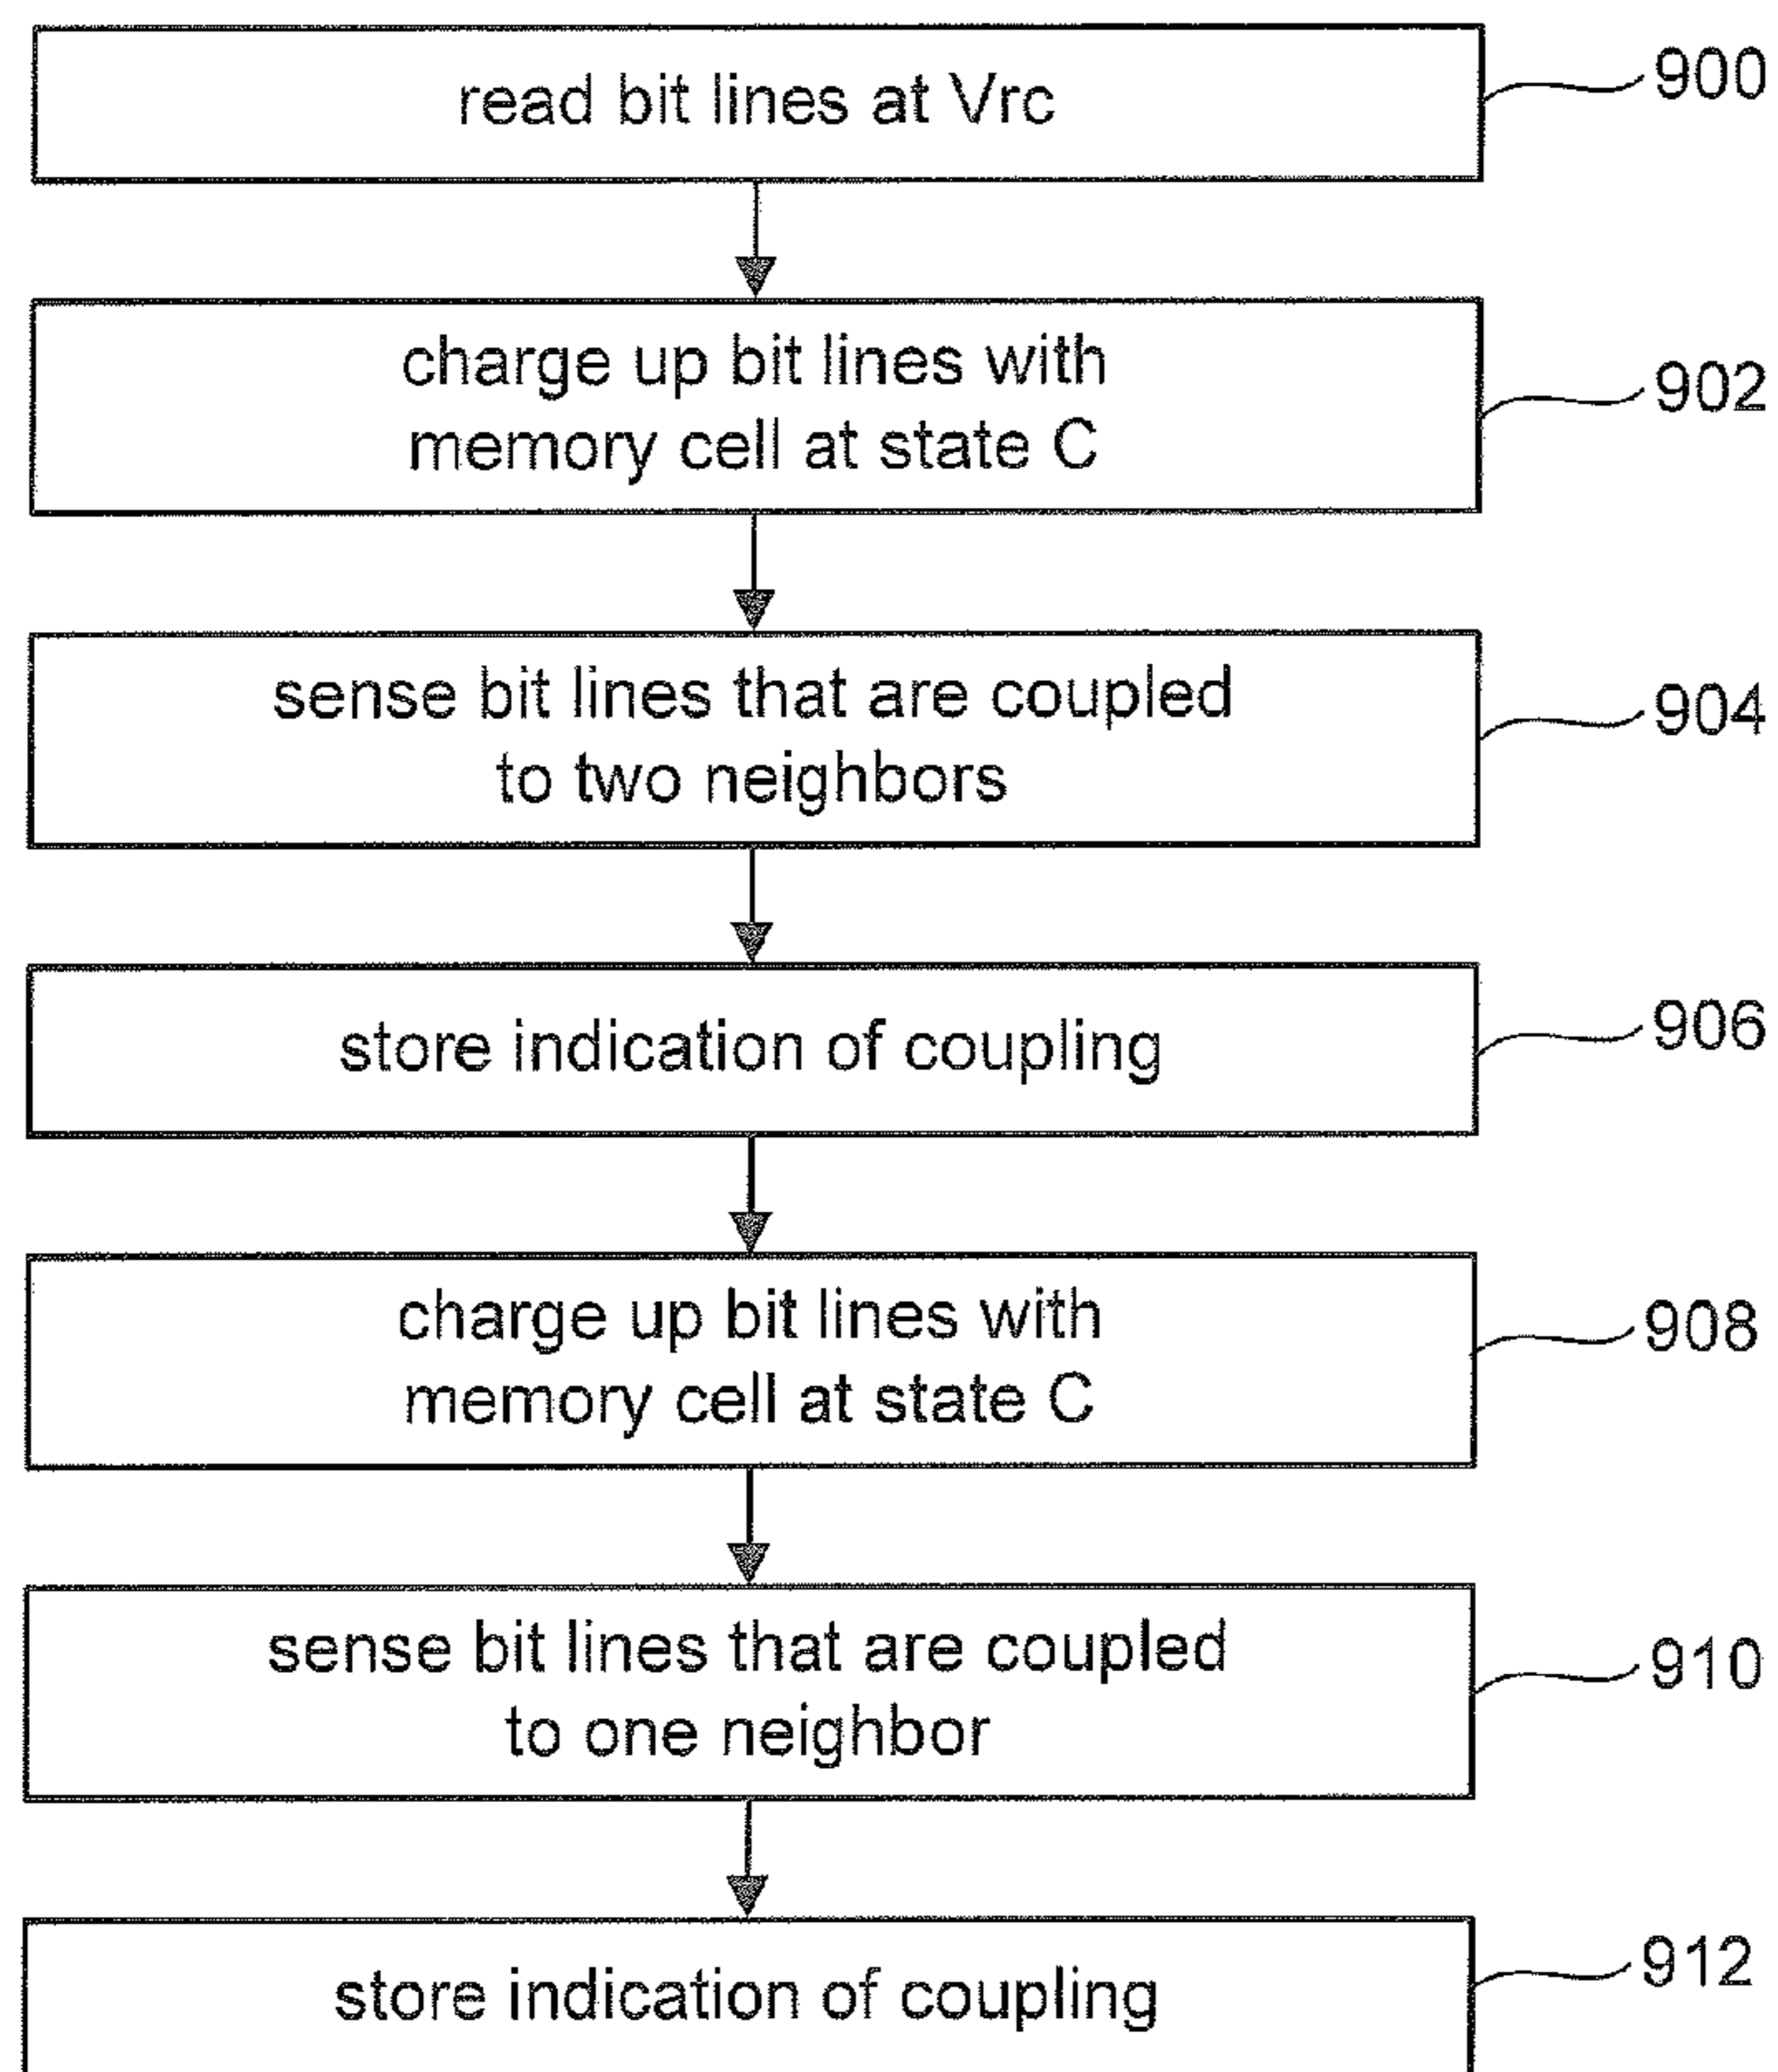 read bit lines at Vrc
900
charge up bit lines with
memory cell at state C
902
sense bit lines that are coupled
to two neighbors
904
store indication of coupling
906
charge up bit lines with
memory cell at state C
908
sense bit lines that are coupled
to one neighbor
910
store indication of coupling
912